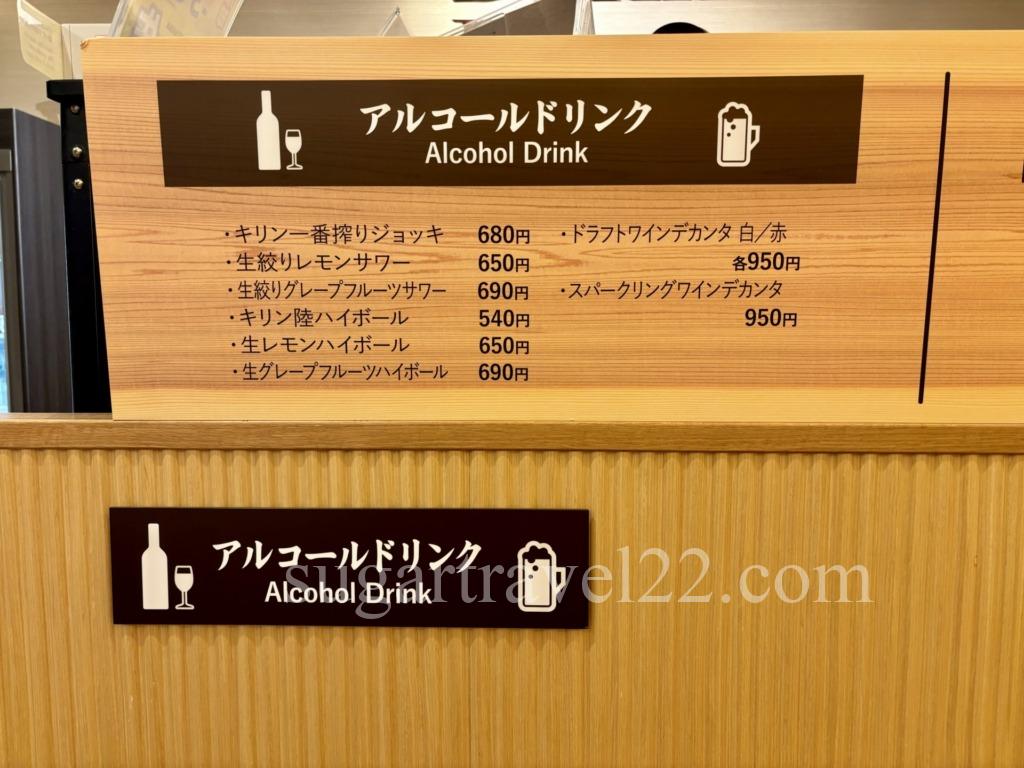 アルコールドリンク
Alcohol Drink
・キリン一番搾りジョッキ 680円
・生絞りレモンサワー 650円
・生絞りグレープフルーツサワー 690円
・キリン陸ハイボール 540円
・生レモンハイボール 650円
・生グレープフルーツハイボール 690円
・ドラフトワインデカンタ 白／赤
各950円
・スパークリングワインデカンタ
950円
アルコールドリンク
Alcohol Drink
sugartravel22.com